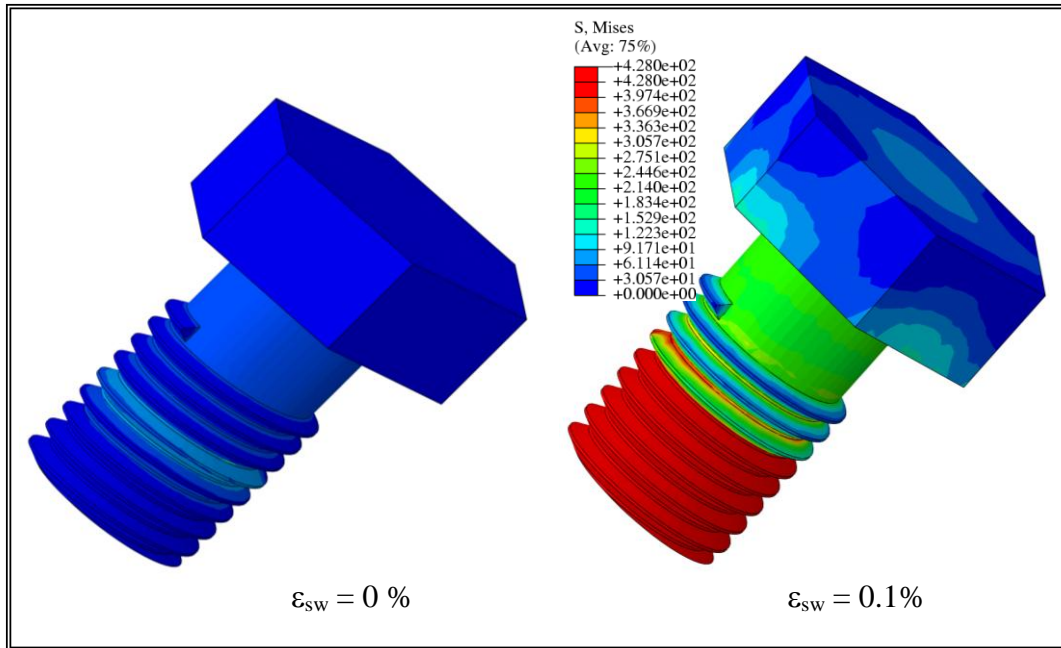 S, Mises
(Avg: 75%)
+4.280e+02
+4.280e+02
+3.974e+02
+3.669e+02
+3.363e+02
+3.057e+02
+2.751e+02
+2.446e+02
+2.140e+02
+1.834e+02
+1.529e+02
+1.223e+02
+9.171e+01
+6.114e+01
+3.057e+01
+0.000e+00
εsw = 0 %
εsw = 0.1%